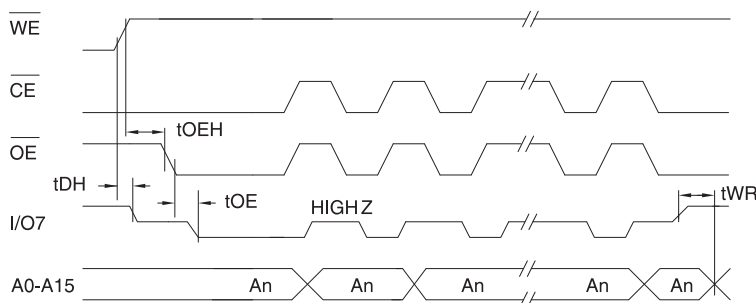 WE
CE
tOEH
OE
tDH
tOE
tWR
I/O7
HIGH Z
A0-A15 An An An An An